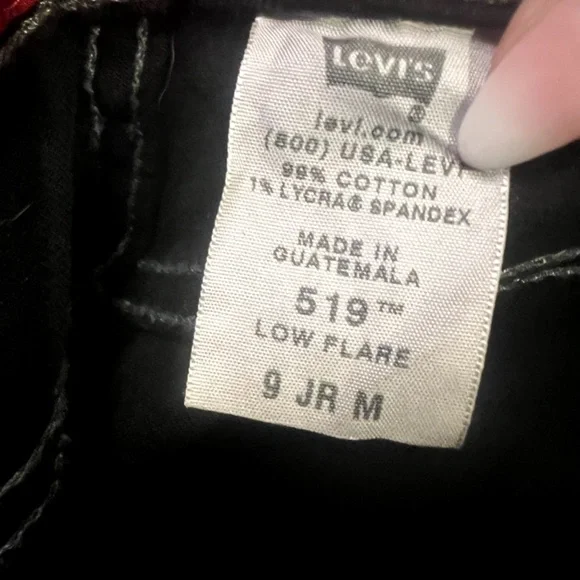 LEVI'S
®
levi.com
(800) USA-LEVI
99% COTTON
1% LYCRA® SPANDEX
MADE IN
GUATEMALA
519™
LOW FLARE
9 JR M